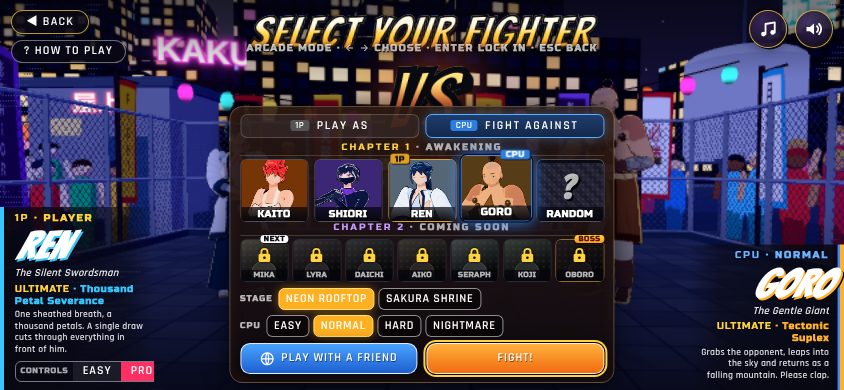 BACK
? HOW TO PLAY
KAKU
SELECT YOUR FIGHTER
ARCADE MODE · ← → CHOOSE · ENTER LOCK IN · ESC BACK
VS
1P PLAY AS
CPU FIGHT AGAINST
CHAPTER 1 · AWAKENING
1P
CPU
KAITO
SHIORI
REN
GORO
?
RANDOM
CHAPTER 2 · COMING SOON
NEXT
BOSS
MIKA
LYRA
DAICHI
AIKO
SERAPH
KOJI
OBORO
STAGE NEON ROOFTOP SAKURA SHRINE
CPU EASY NORMAL HARD NIGHTMARE
PLAY WITH A FRIEND
FIGHT!
1P · PLAYER
REN
The Silent Swordsman
ULTIMATE · Thousand
Petal Severance
One sheathed breath, a
thousand petals. A single draw
cuts through everything in
front of him.
CONTROLS EASY PRO
CPU · NORMAL
GORO
The Gentle Giant
ULTIMATE · Tectonic
Suplex
Grabs the opponent, leaps into
the sky and returns as a
falling mountain. Please clap.